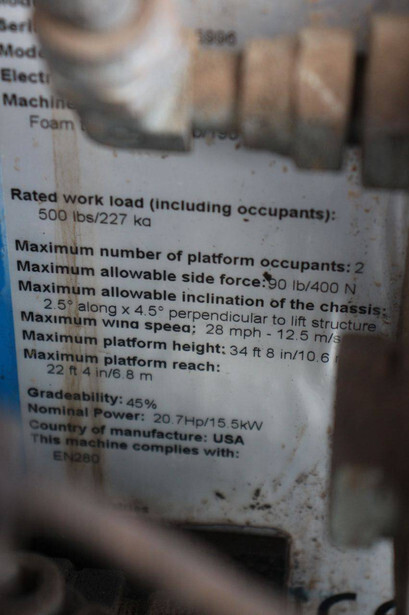 1996
Electr
Machin
Foam
Rated work load (including occupants):
500 lbs/227 kg
Maximum number of platform occupants: 2
Maximum allowable side force: 90 lb/400 N
Maximum allowable inclination of the chassis:
2.5° along x 4.5° perpendicular to lift structure
Maximum wind speed: 28 mph - 12.5 m/s
Maximum platform height: 34 ft 8 in/10.6
Maximum platform reach:
22 ft 4 in/6.8 m
Gradeability: 45%
Nominal Power: 20.7Hp/15.5kW
Country of manufacture: USA
This machine complies with:
EN280